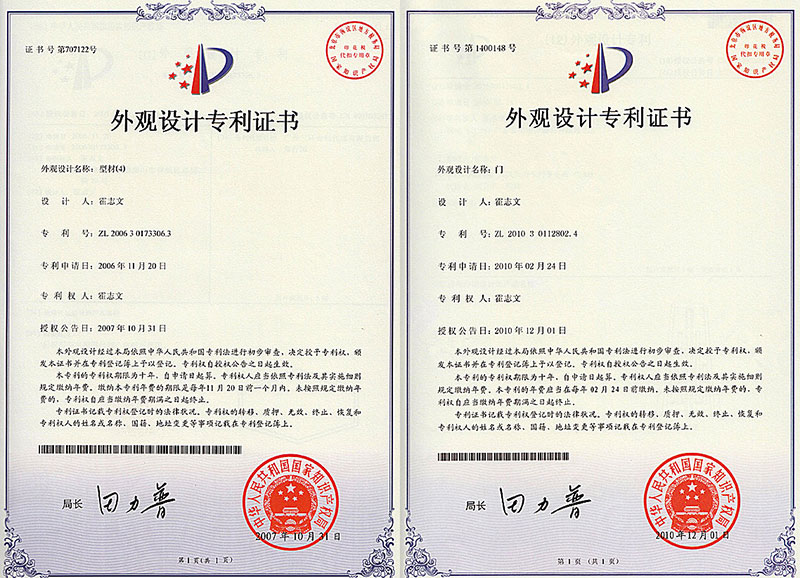 证书号第707122号
外观设计专利证书
外观设计名称：型材(4)
设计人：霍志文
专利号：ZL 2006 3 0173306.3
专利申请日：2006年11月20日
专利权人：霍志文
授权公告日：2007年10月31日
本外观设计经过本局依照中华人民共和国专利法进行初步审查，决定授予专利权，颁
发本证书并在专利登记簿上予以登记。专利权自授权公告之日起生效。
本专利的专利权期限为十年，自申请日起算。专利权人应当依照专利法及其实施细则
规定缴纳年费。缴纳本专利年费的期限是每年11月20日前一个月内。未按照规定缴纳年
费的，专利权自应当缴纳年费期满之日起终止。
专利证书记载专利权登记时的法律状况。专利权的转移、质押、无效、终止、恢复和
专利权人的姓名或名称、国籍、地址变更等事项记载在专利登记簿上。
局长 田力普
中华人民共和国国家知识产权局
2007年10月31日
第1页(共1页)
证书号第1400148号
外观设计专利证书
外观设计名称：门
设计人：霍志文
专利号：ZL 2010 3 0112802.4
专利申请日：2010年02月24日
专利权人：霍志文
授权公告日：2010年12月01日
本外观设计经过本局依照中华人民共和国专利法进行初步审查，决定授予专利权，颁
发本证书并在专利登记簿上予以登记。专利权自授权公告之日起生效。
本专利的专利权期限为十年，自申请日起算。专利权人应当依照专利法及其实施细则
规定缴纳年费。本专利的年费应当在每年02月24日前缴纳。未按照规定缴纳年费的，专
利权自应当缴纳年费期满之日起终止。
专利证书记载专利权登记时的法律状况。专利权的转移、质押、无效、终止、恢复和
专利权人的姓名或名称、国籍、地址变更等事项记载在专利登记簿上。
局长 田力普
中华人民共和国国家知识产权局
2010年12月01日
第1页(共1页)